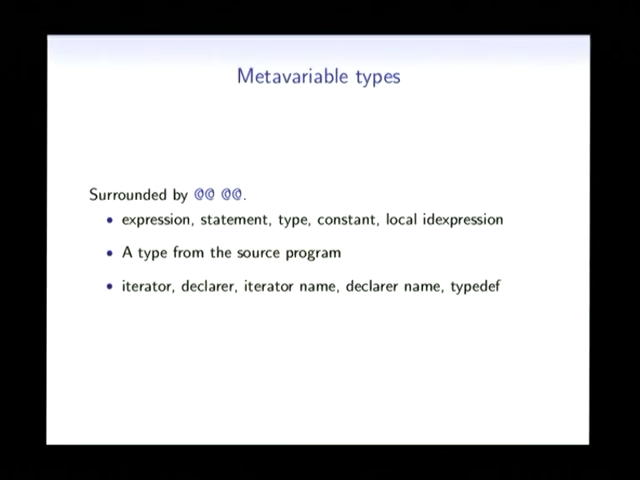 Metavariable types
Surrounded by @@ @@.
• expression, statement, type, constant, local idexpression
• A type from the source program
• iterator, declarer, iterator name, declarer name, typedef